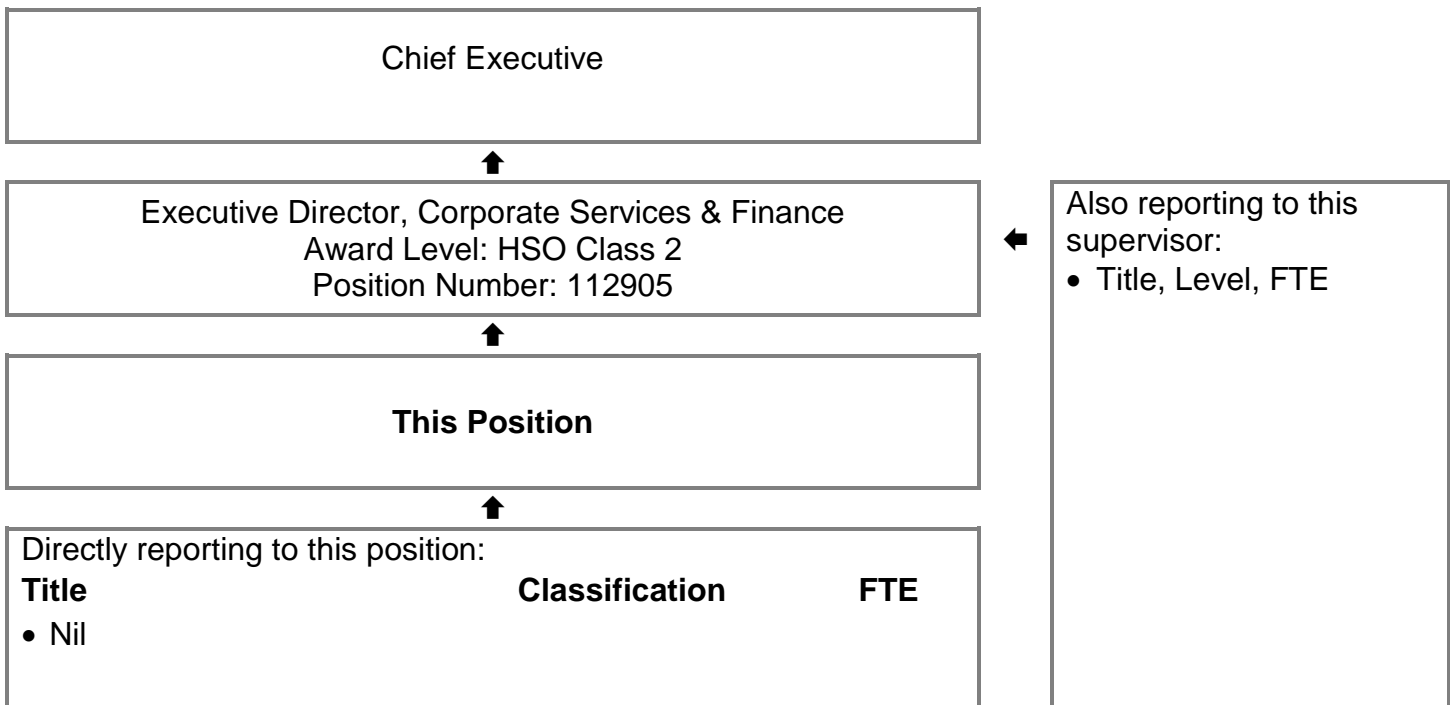 Chief Executive
Executive Director, Corporate Services & Finance
Award Level: HSO Class 2
Position Number: 112905
Also reporting to this
supervisor:
• Title, Level, FTE
This Position
Directly reporting to this position:
Title Classification FTE
• Nil